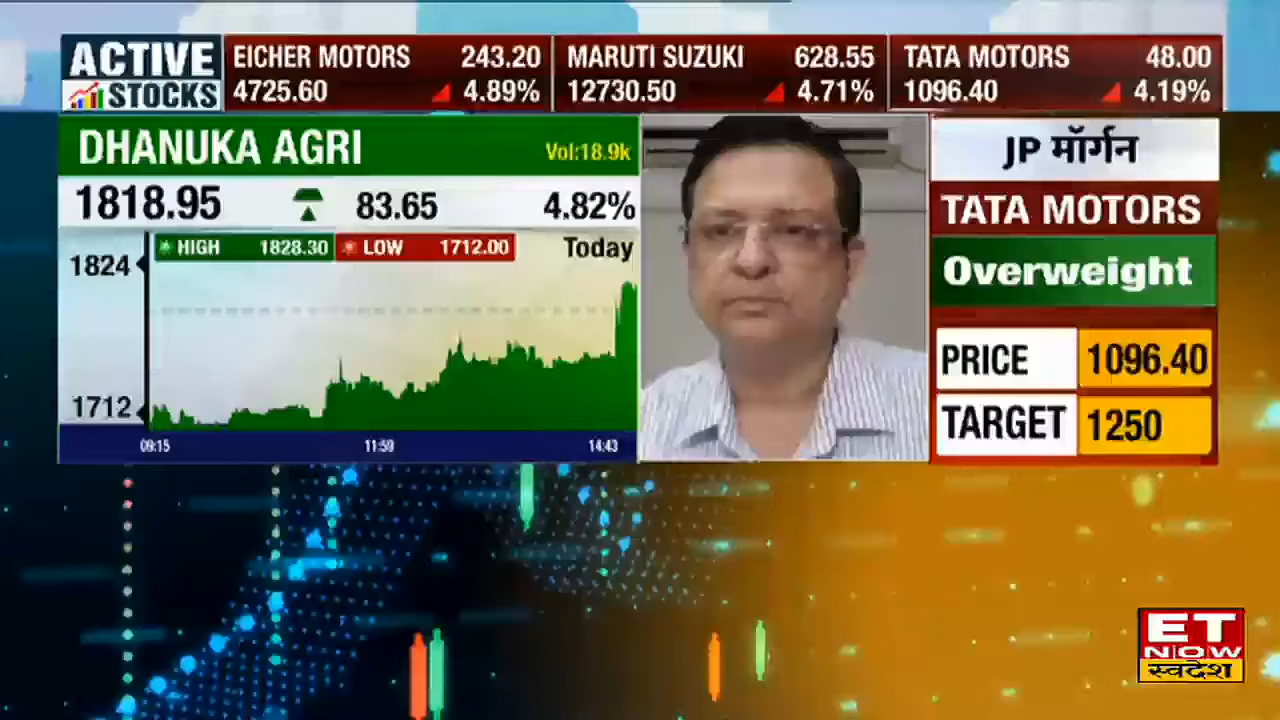 ACTIVE STOCKS
EICHER MOTORS 243.20
4725.60 4.89%
MARUTI SUZUKI 628.55
12730.50 4.71%
TATA MOTORS 48.00
1096.40 4.19%
DHANUKA AGRI Vol:18.9k
1818.95 83.65 4.82%
HIGH 1828.30 LOW 1712.00 Today
1824
1712
09:15 11:59 14:43
JP मॉर्गन
TATA MOTORS
Overweight
PRICE 1096.40
TARGET 1250
ET
NOW
स्वदेश